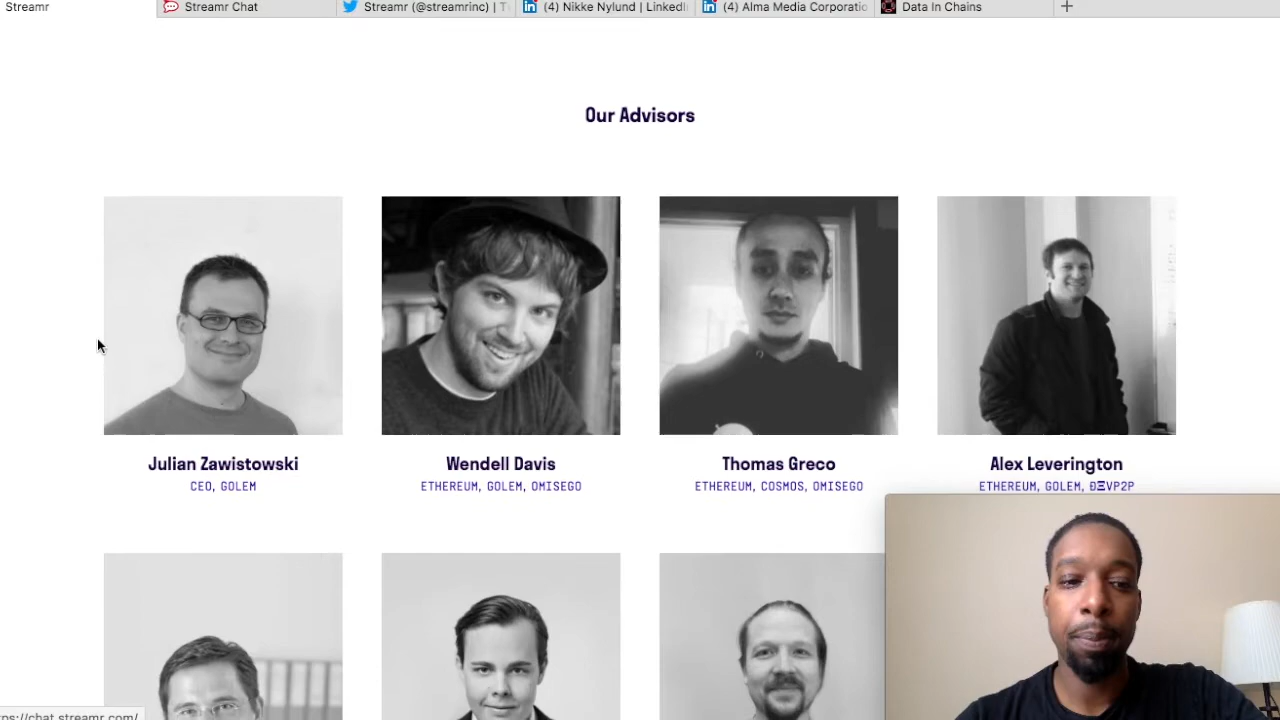 Streamr
Streamr Chat
Streamr (@streamrinc) | Tw
(4) Nikke Nylund | LinkedI
(4) Alma Media Corporatio
Data In Chains
Our Advisors
Julian Zawistowski
CEO, GOLEM
Wendell Davis
ETHEREUM, GOLEM, OMISEGO
Thomas Greco
ETHEREUM, COSMOS, OMISEGO
Alex Leverington
ETHEREUM, GOLEM, ÐΞVP2P
ps://chat.streamr.com/